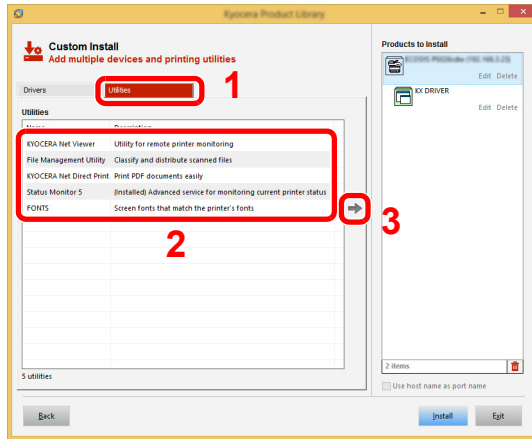 Kyocera Product Library
Custom Install
Add multiple devices and printing utilities
1
Drivers
Utilities
Utilities
Name Description
KYOCERA Net Viewer Utility for remote printer monitoring
File Management Utility Classify and distribute scanned files
KYOCERA Net Direct Print Print PDF documents easily
Status Monitor 5 (Installed) Advanced service for monitoring current printer status
FONTS Screen fonts that match the printer's fonts
2
3
5 utilities
Products to Install
Edit Delete
KX DRIVER
Edit Delete
2 items
Use host name as port name
Back
Install
Exit